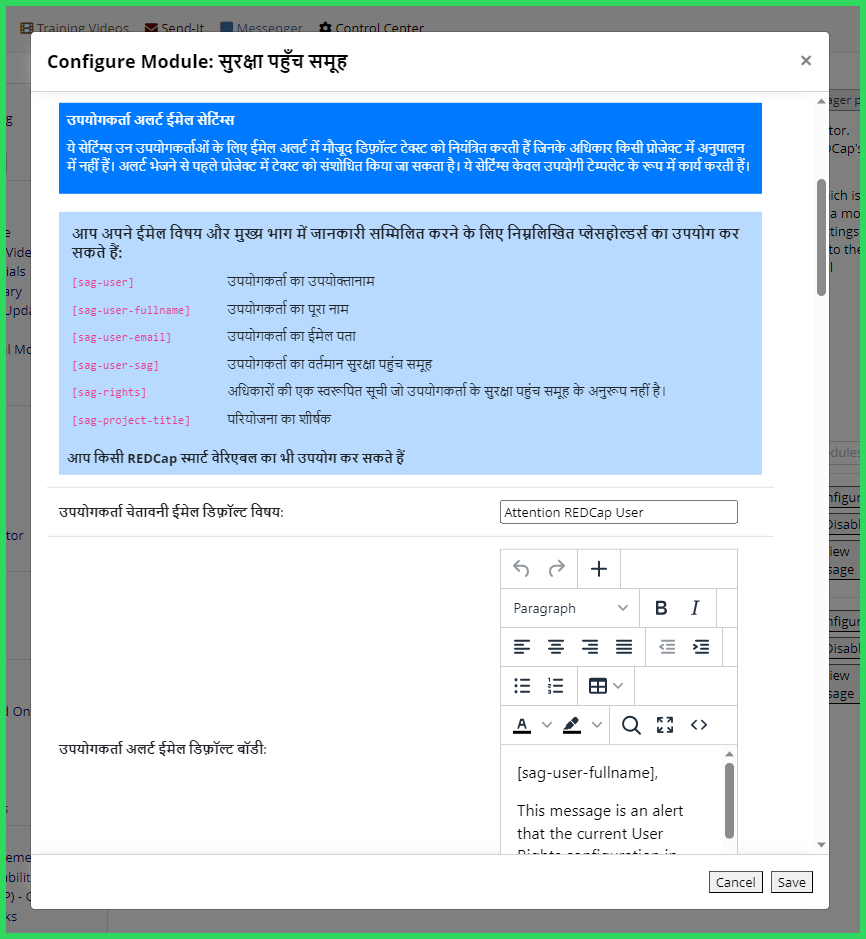 Training Videos Send-It Messenger Control Center
Configure Module: सुरक्षा पहुँच समूह
×
उपयोगकर्ता अलर्ट ईमेल सेटिंग्स
ये सेटिंग्स उन उपयोगकर्ताओं के लिए ईमेल अलर्ट में मौजूद डिफ़ॉल्ट टेक्स्ट को नियंत्रित करती हैं जिनके अधिकार किसी प्रोजेक्ट में अनुपालन
में नहीं हैं। अलर्ट भेजने से पहले प्रोजेक्ट में टेक्स्ट को संशोधित किया जा सकता है। ये सेटिंग्स केवल उपयोगी टेम्पलेट के रूप में कार्य करती हैं।
आप अपने ईमेल विषय और मुख्य भाग में जानकारी सम्मिलित करने के लिए निम्नलिखित प्लेसहोल्डर्स का उपयोग कर
सकते हैं:
[sag-user] उपयोगकर्ता का उपयोक्तानाम
[sag-user-fullname] उपयोगकर्ता का पूरा नाम
[sag-user-email] उपयोगकर्ता का ईमेल पता
[sag-user-sag] उपयोगकर्ता का वर्तमान सुरक्षा पहुंच समूह
[sag-rights] अधिकारों की एक स्वरूपित सूची जो उपयोगकर्ता के सुरक्षा पहुंच समूह के अनुरूप नहीं है।
[sag-project-title] परियोजना का शीर्षक
आप किसी REDCap स्मार्ट वेरिएबल का भी उपयोग कर सकते हैं
उपयोगकर्ता चेतावनी ईमेल डिफ़ॉल्ट विषय: Attention REDCap User
Paragraph B I
उपयोगकर्ता अलर्ट ईमेल डिफ़ॉल्ट बॉडी:
[sag-user-fullname],
This message is an alert
that the current User
Rights configuration in
Cancel Save